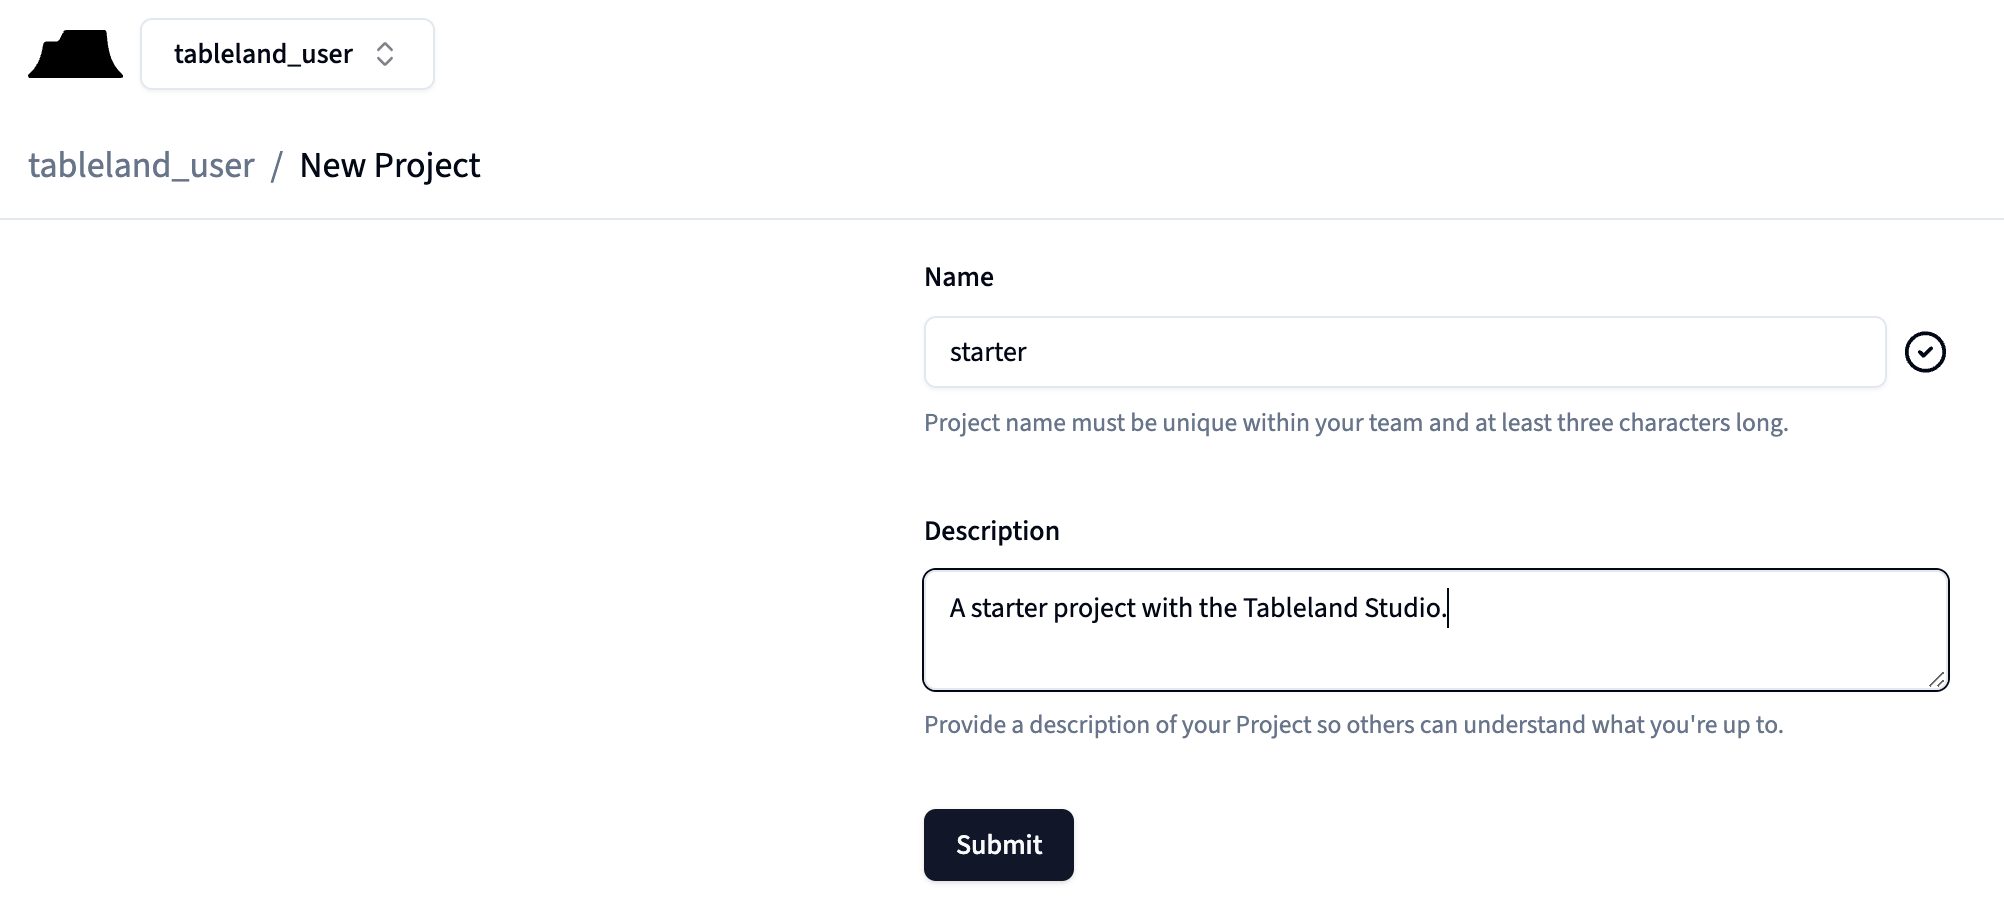 tableland_user
tableland_user / New Project
Name
starter
Project name must be unique within your team and at least three characters long.
Description
A starter project with the Tableland Studio.
Provide a description of your Project so others can understand what you're up to.
Submit